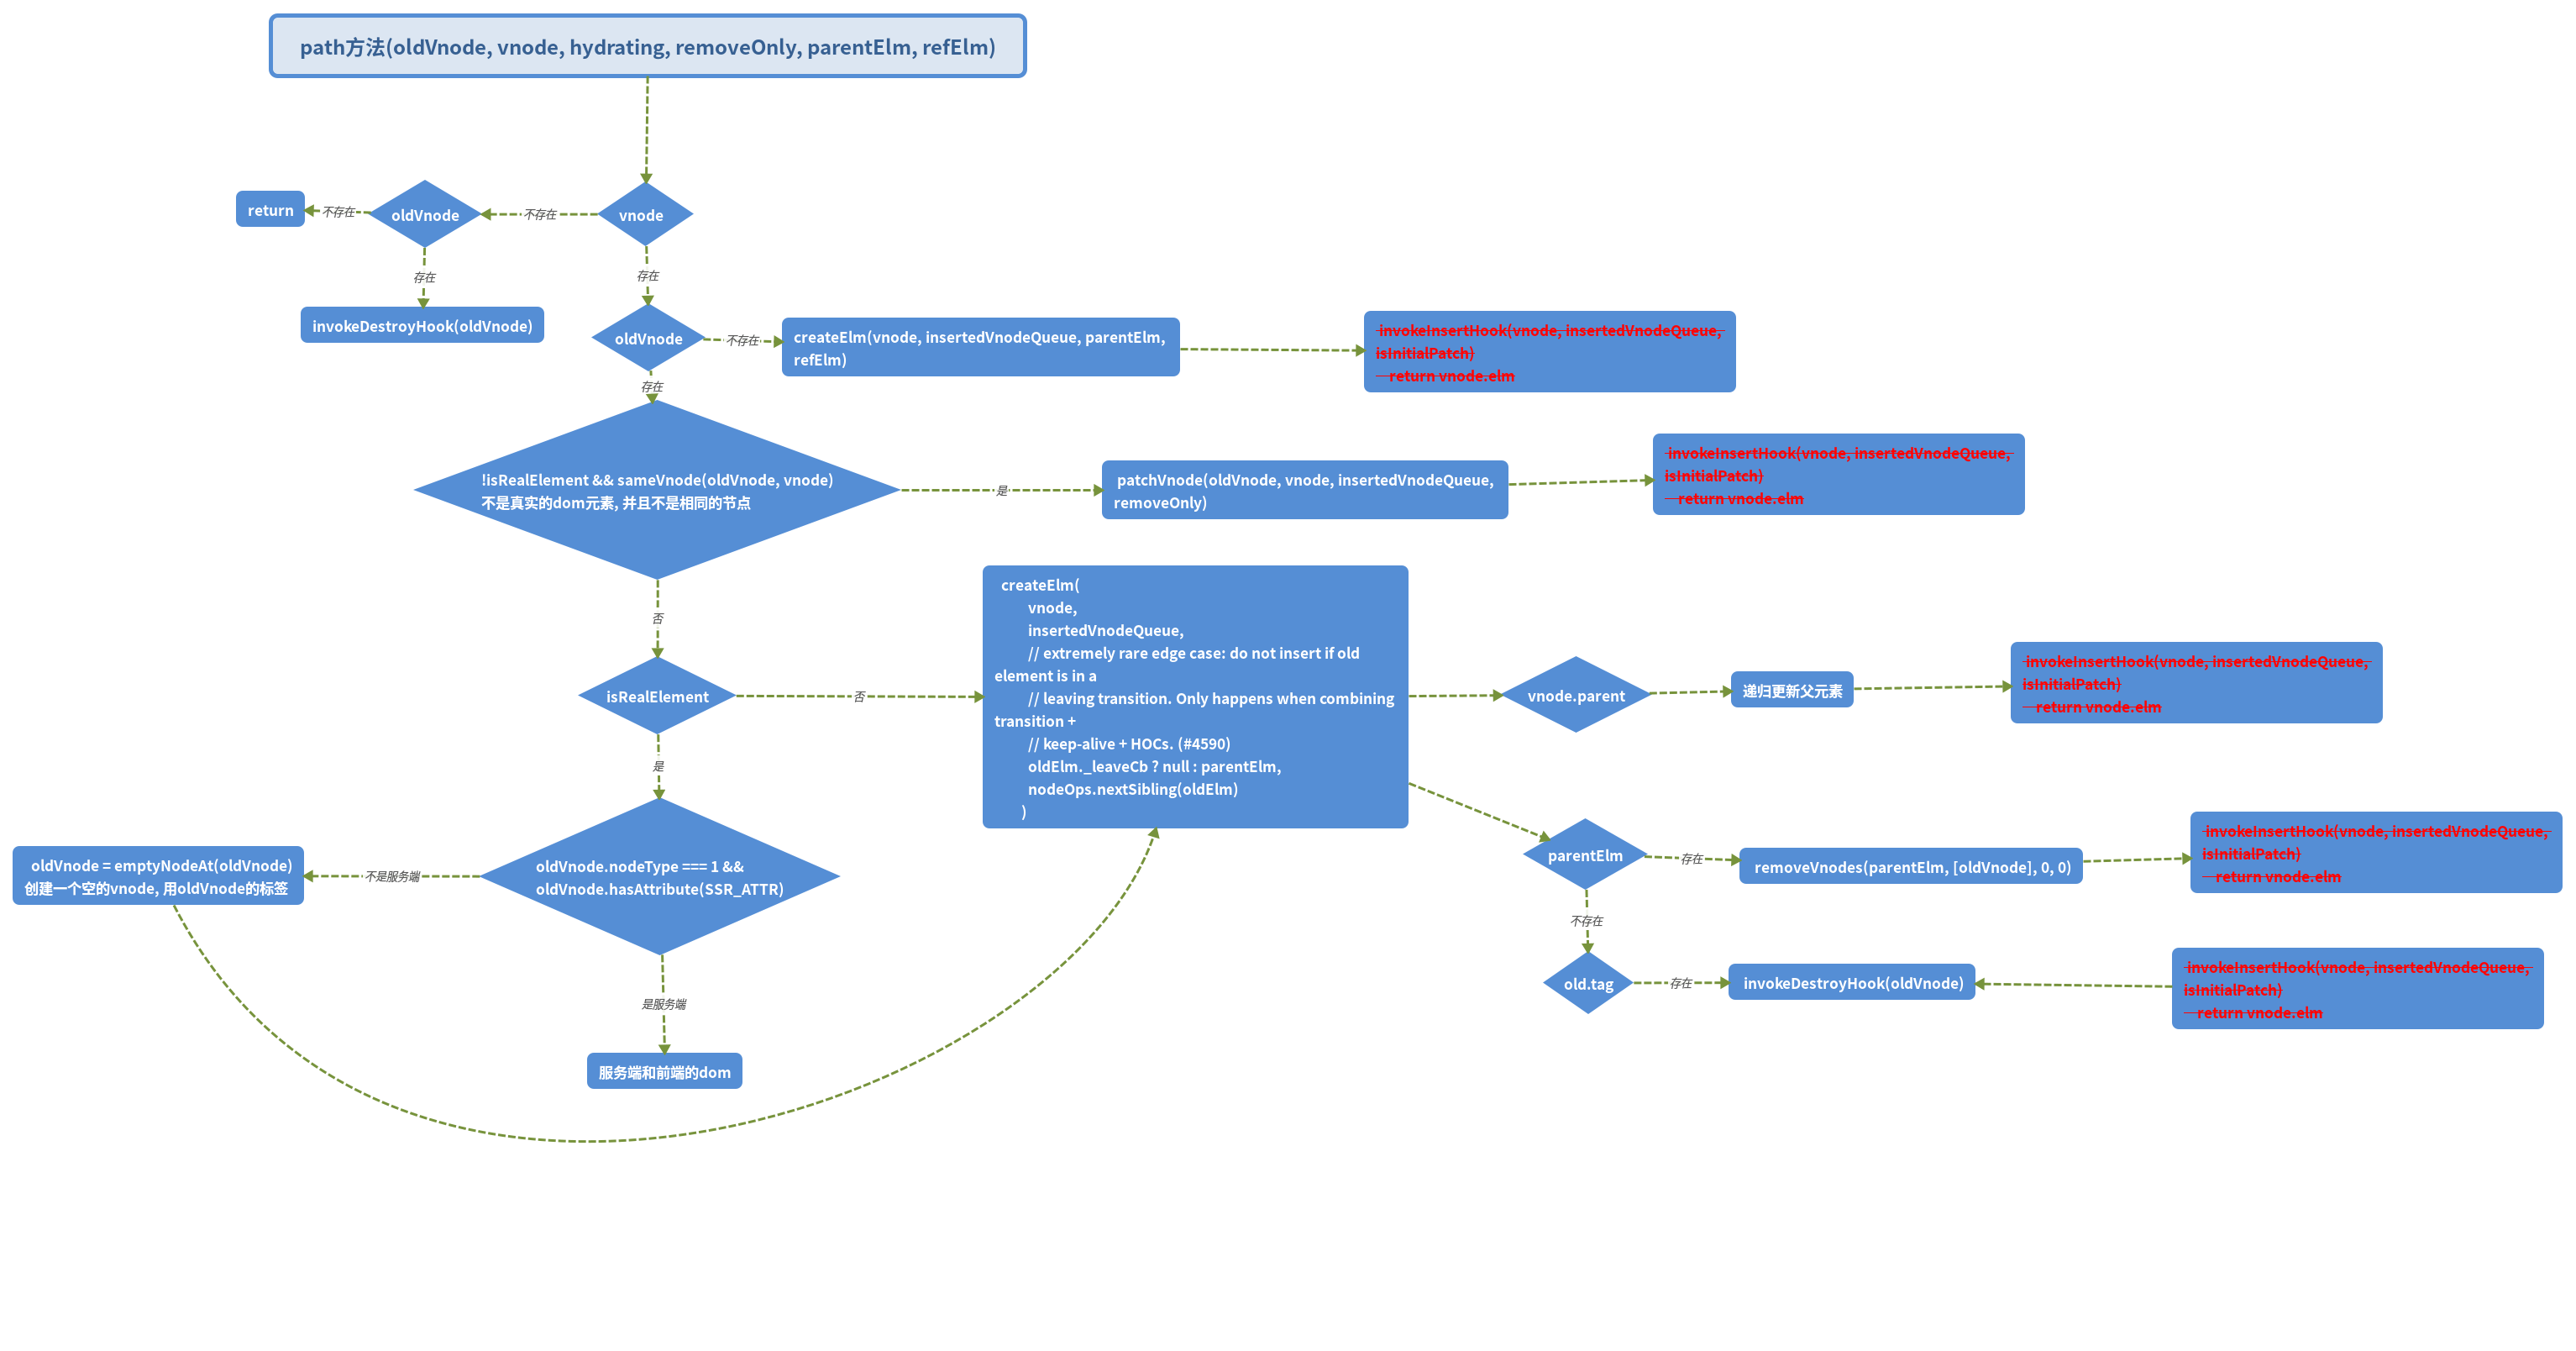 path方法(oldVnode, vnode, hydrating, removeOnly, parentElm, refElm)
return
不存在
oldVnode
不存在
vnode
存在
存在
invokeDestroyHook(oldVnode)
oldVnode
不存在
createElm(vnode, insertedVnodeQueue, parentElm,
refElm)
invokeInsertHook(vnode, insertedVnodeQueue,
isInitialPatch)
return vnode.elm
存在
!isRealElement && sameVnode(oldVnode, vnode)
不是真实的dom元素, 并且不是相同的节点
是
patchVnode(oldVnode, vnode, insertedVnodeQueue,
removeOnly)
invokeInsertHook(vnode, insertedVnodeQueue,
isInitialPatch)
return vnode.elm
否
isRealElement
否
createElm(
vnode,
insertedVnodeQueue,
// extremely rare edge case: do not insert if old
element is in a
// leaving transition. Only happens when combining
transition +
// keep-alive + HOCs. (#4590)
oldElm._leaveCb ? null : parentElm,
nodeOps.nextSibling(oldElm)
)
vnode.parent
递归更新父元素
invokeInsertHook(vnode, insertedVnodeQueue,
isInitialPatch)
return vnode.elm
是
oldVnode = emptyNodeAt(oldVnode)
创建一个空的vnode, 用oldVnode的标签
不是服务端
oldVnode.nodeType === 1 &&
oldVnode.hasAttribute(SSR_ATTR)
parentElm
存在
removeVnodes(parentElm, [oldVnode], 0, 0)
invokeInsertHook(vnode, insertedVnodeQueue,
isInitialPatch)
return vnode.elm
不存在
old.tag
存在
invokeDestroyHook(oldVnode)
invokeInsertHook(vnode, insertedVnodeQueue,
isInitialPatch)
return vnode.elm
是服务端
服务端和前端的dom